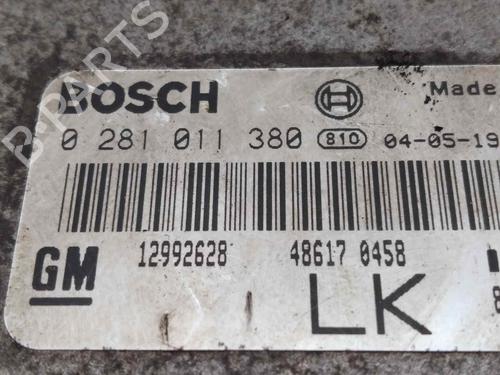 B-PARTS
BOSCH Made
0 281 011 380 810 04-05-19
12992628 48617 0458
GM LK